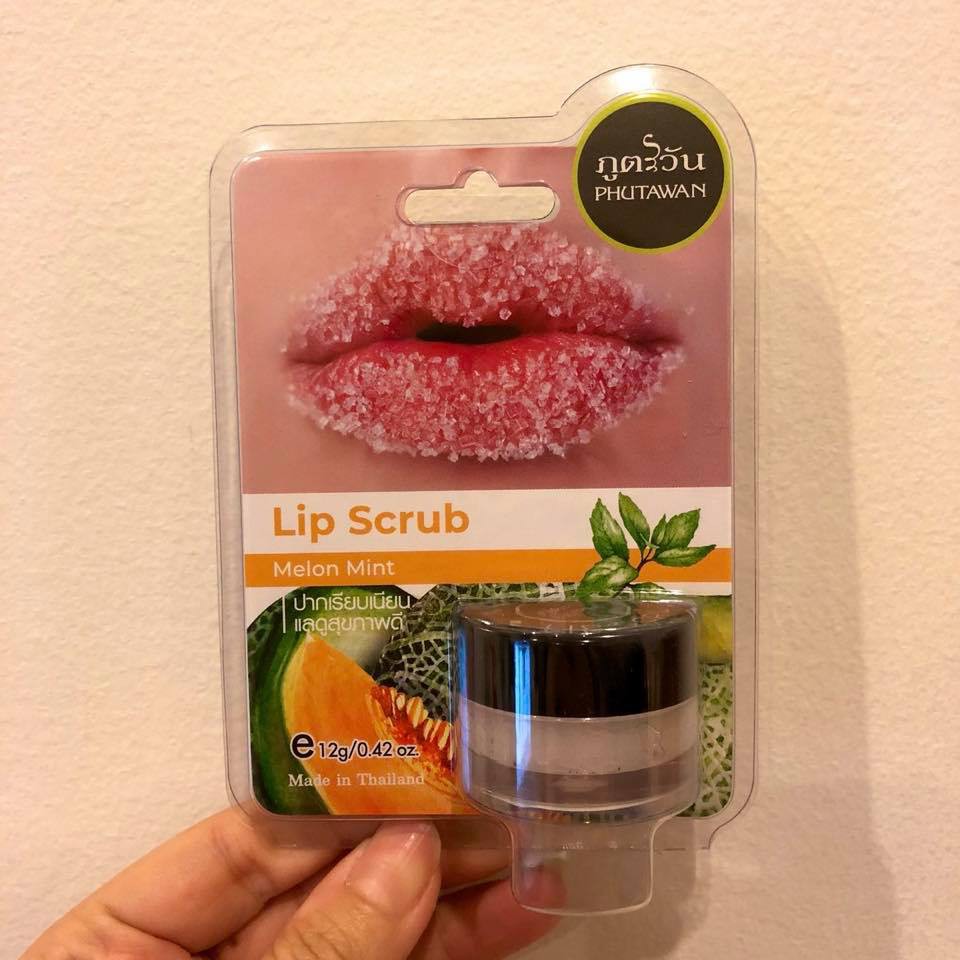 ภูตะวัน
PHUTAWAN
Lip Scrub
Melon Mint
ปากเรียบเนียน
แลดูสุขภาพดี
e 12g/0.42 oz.
Made in Thailand